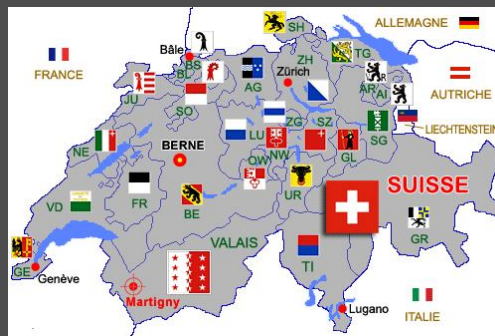 SH
ALLEMAGNE
Bâle
BS
BL
ZH
TG
FRANCE
AG
Zürich
R
JU
SO
AR
AI
AUTRICHE
ZG
SZ
SG
LIECHTENSTEIN
LU
NE
BERNE
OW
NW
GL
SUISSE
VD
FR
BE
UR
VALAIS
GR
GE
Genève
TI
Martigny
Lugano
ITALIE